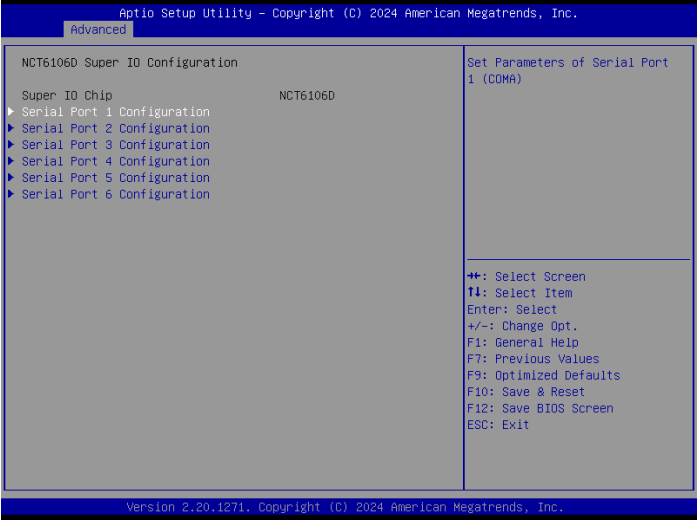 Aptio Setup Utility – Copyright (C) 2024 American Megatrends, Inc.
Advanced
NCT6106D Super IO Configuration
Super IO Chip NCT6106D
Serial Port 1 Configuration
Serial Port 2 Configuration
Serial Port 3 Configuration
Serial Port 4 Configuration
Serial Port 5 Configuration
Serial Port 6 Configuration
Set Parameters of Serial Port
1 (COMA)
→←: Select Screen
↑↓: Select Item
Enter: Select
+/-: Change Opt.
F1: General Help
F7: Previous Values
F9: Optimized Defaults
F10: Save & Reset
F12: Save BIOS Screen
ESC: Exit
Version 2.20.1271. Copyright (C) 2024 American Megatrends, Inc.